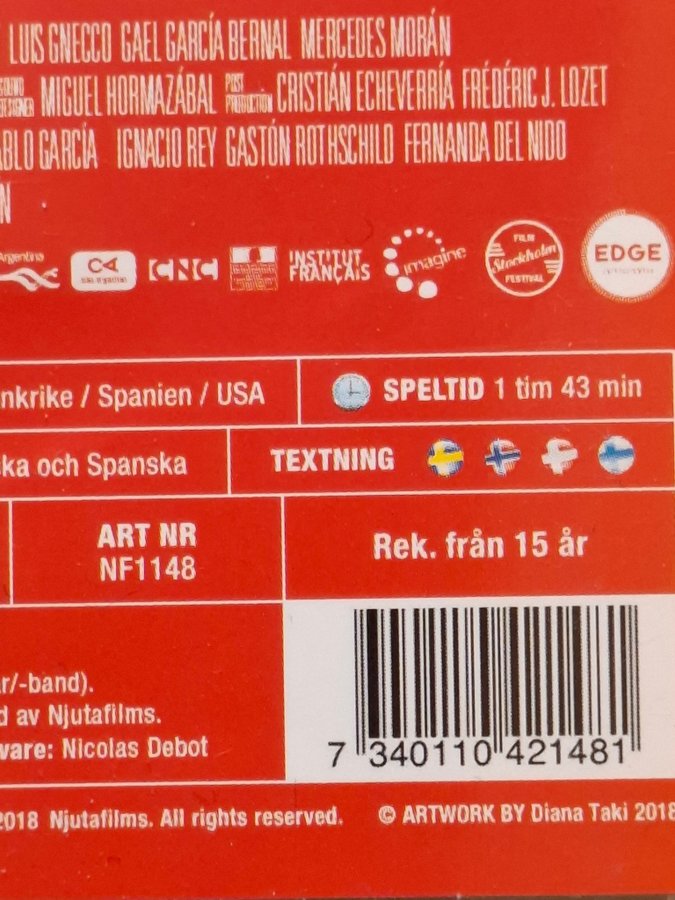 LUIS GNECCO GAEL GARCÍA BERNAL MERCEDES MORÁN
MIGUEL HORMAZÁBAL POST PRODUCTION CRISTIÁN ECHEVERRÍA FRÉDÉRIC J. LOZET
ABLO GARCÍA IGNACIO REY GASTÓN ROTHSCHILD FERNANDA DEL NIDO
N
Argentina CA CNC INSTITUT FRANÇAIS imagine FILM Stockholm FESTIVAL EDGE
nkrike / Spanien / USA SPELTID 1 tim 43 min
ska och Spanska TEXTNING
ART NR
NF1148
Rek. från 15 år
r/-band).
d av Njutafilms.
vare: Nicolas Debot
7 340110 421481
2018 Njutafilms. All rights reserved. © ARTWORK BY Diana Taki 2018